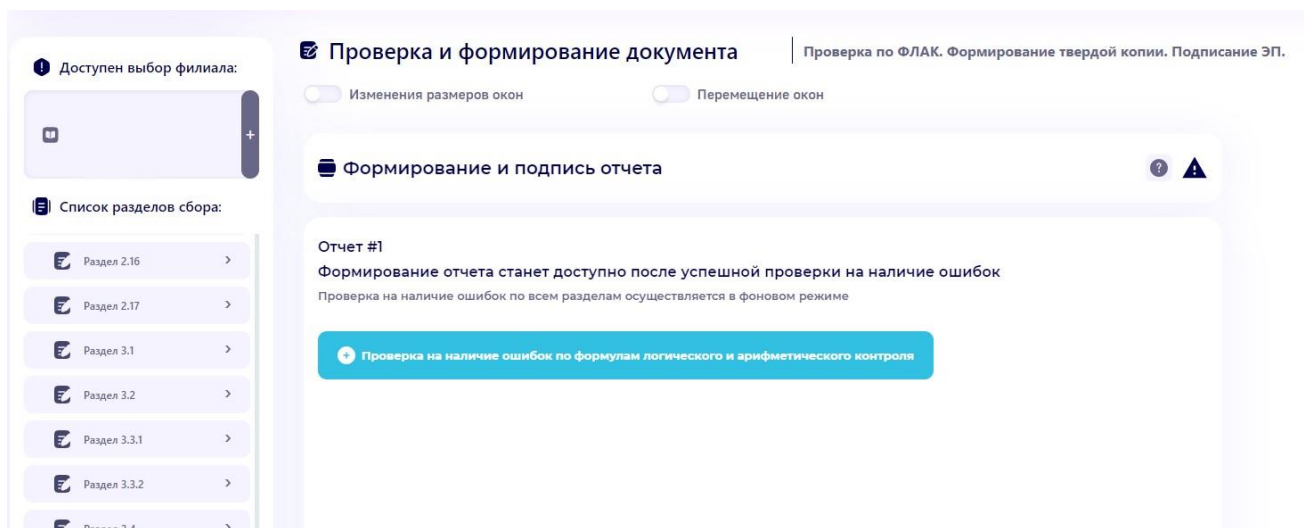 Доступен выбор филиала:
+
Список разделов сбора:
Раздел 2.16
Раздел 2.17
Раздел 3.1
Раздел 3.2
Раздел 3.3.1
Раздел 3.3.2
Проверка и формирование документа
Проверка по ФЛАК. Формирование твердой копии. Подписание ЭП.
Изменения размеров окон
Перемещение окон
Формирование и подпись отчета
Отчет #1
Формирование отчета станет доступно после успешной проверки на наличие ошибок
Проверка на наличие ошибок по всем разделам осуществляется в фоновом режиме
Проверка на наличие ошибок по формулам логического и арифметического контроля